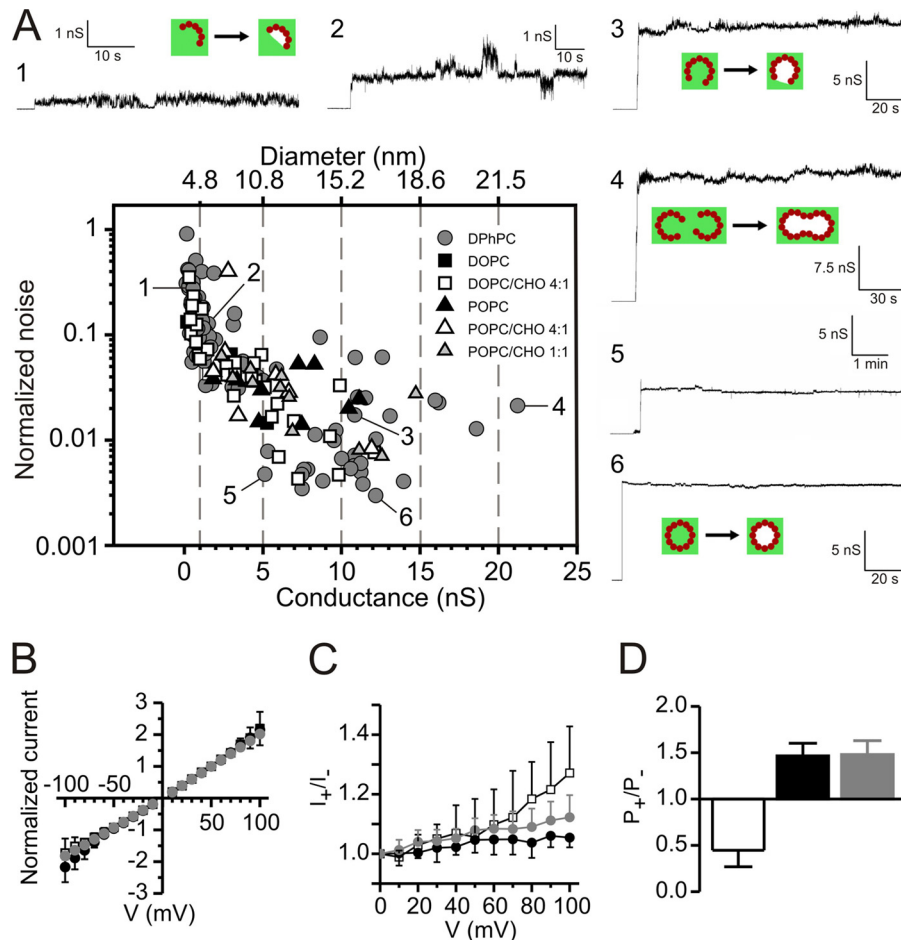 A
1 nS
10 s
1
2
1 nS
10 s
3
5 nS
20 s
Diameter (nm)
4.8 10.8 15.2 18.6 21.5
Normalized noise
1
0.1
0.01
0.001
1
2
3
4
5
6
DPhPC
DOPC
DOPC/CHO 4:1
POPC
POPC/CHO 4:1
POPC/CHO 1:1
0 5 10 15 20 25
Conductance (nS)
4
7.5 nS
30 s
5 nS
1 min
5
6
5 nS
20 s
B
Normalized current
3
2
1
-1
-2
-3
-100 -50
50 100
V (mV)
C
I+/I-
1.4
1.2
1.0
0 20 40 60 80 100
V (mV)
D
P+/P-
2.0
1.5
1.0
0.5
0.0